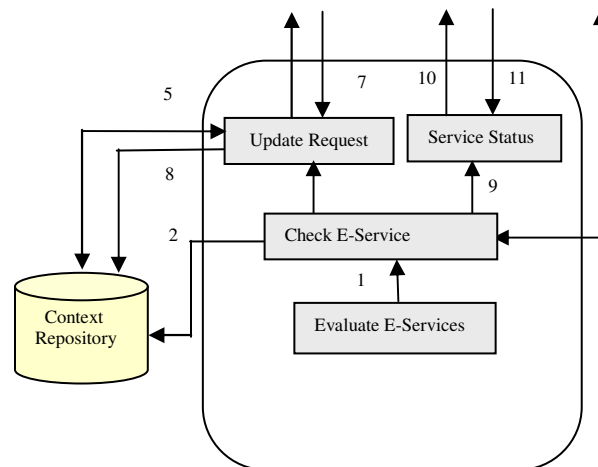 5
7
10
11
Update Request
Service Status
8
9
2
Check E-Service
1
Context
Repository
Evaluate E-Services